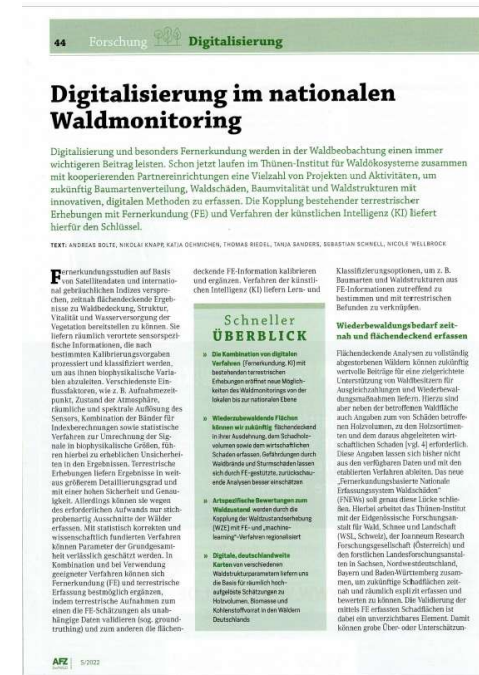 44 Forschung Digitalisierung
Digitalisierung im nationalen
Waldmonitoring
Digitalisierung und besonders Fernerkundung werden in der Waldbeobachtung einen immer
wichtigeren Beitrag leisten. Schon jetzt laufen im Thünen-Institut für Waldökosysteme zusammen
mit kooperierenden Partnereinrichtungen eine Vielzahl von Projekten und Aktivitäten, um
zukünftig Baumartenverteilung, Waldschäden, Baumvitalität und Waldstrukturen mit
innovativen, digitalen Methoden zu erfassen. Die Kopplung bestehender terrestrischer
Erhebungen mit Fernerkundung (FE) und Verfahren der künstlichen Intelligenz (KI) liefert
hierfür den Schlüssel.
TEXT: ANDREAS BOLTE, NIKOLAI KNAPP, KATJA OEHMICHEN, THOMAS RIEDEL, TANJA SANDERS, SEBASTIAN SCHNELL, NICOLE WELLBROCK
Fernerkundungsstudien auf Basis
von Satellitendaten und internatio-
nal gebräuchlichen Indizes verspre-
chen, zeitnah flächendeckende Ergeb-
nisse zu Waldbedeckung, Struktur,
Vitalität und Wasserversorgung der
Vegetation bereitstellen zu können. Sie
liefern räumlich verortete sensorspezi-
fische Informationen, die nach
bestimmten Kalibrierungsvorgaben
prozessiert und klassifiziert werden,
um aus ihnen biophysikalische Varia-
blen abzuleiten. Verschiedenste Ein-
flussfaktoren, wie z. B. Aufnahmezeit-
punkt, Zustand der Atmosphäre,
räumliche und spektrale Auflösung des
Sensors, Kombination der Bänder für
Indexberechnungen sowie statistische
Verfahren zur Umrechnung der Sig-
nale in biophysikalische Größen, füh-
ren hierbei zu erheblichen Unsicherhei-
ten in den Ergebnissen. Terrestrische
Erhebungen liefern Ergebnisse in weit-
aus größerem Detaillierungsgrad und
mit einer hohen Sicherheit und Genau-
igkeit. Allerdings können sie wegen
des erforderlichen Aufwands nur stich-
probenartig Ausschnitte der Wälder
erfassen. Mit statistisch korrekten und
wissenschaftlich fundierten Verfahren
können Parameter der Grundgesamt-
heit verlässlich geschätzt werden. In
Kombination und bei Verwendung
geeigneter Verfahren können sich
Fernerkundung (FE) und terrestrische
Erfassung bestmöglich ergänzen,
indem terrestrische Aufnahmen zum
einen die FE-Schätzungen als unab-
hängige Daten validieren (sog. ground-
truthing) und zum anderen die flächen-
deckende FE-Information kalibrieren
und ergänzen. Verfahren der künstli-
chen Intelligenz (KI) liefern Lern- und
Schneller
ÜBERBLICK
» Die Kombination von digitalen
Verfahren (Fernerkundung, KI) mit
bestehenden terrestrischen
Erhebungen eröffnet neue Möglich-
keiten des Waldmonitorings von der
lokalen bis zur nationalen Ebene
» Wiederzubewaldende Flächen
können wir zukünftig flächendeckend
in ihrer Ausdehnung, dem Schadholz-
volumen sowie dem wirtschaftlichen
Schaden erfassen. Gefährdungen durch
Waldbrände und Sturmschäden lassen
sich durch FE-gestützte, zurückschau-
ende Analysen besser einschätzen
» Artspezifische Bewertungen zum
Waldzustand werden durch die
Kopplung der Waldzustandserhebung
(WZE) mit FE- und „machine-
learning“-Verfahren regionalisiert
» Digitale, deutschlandweite
Karten von verschiedenen
Waldstrukturparametern liefern uns
die Basis für räumlich hoch-
aufgelöste Schätzungen zu
Holzvolumen, Biomasse und
Kohlenstoffvorrat in den Wäldern
Deutschlands
Klassifizierungsoptionen, um z. B.
Baumarten und Waldstrukturen aus
FE-Informationen zutreffend zu
bestimmen und mit terrestrischen
Befunden zu verknüpfen.
Wiederbewaldungsbedarf zeit-
nah und flächendeckend erfassen
Flächendeckende Analysen zu vollständig
abgestorbenen Wäldern können zukünftig
wertvolle Beiträge für eine zielgerichtete
Unterstützung von Waldbesitzern für
Ausgleichzahlungen und Wiederbewal-
dungsmaßnahmen liefern. Hierzu sind
aber neben der betroffenen Waldfläche
auch Angaben zum von Schäden betroffe-
nen Holzvolumen, zu den Holzsortimen-
ten und dem daraus abgeleiteten wirt-
schaftlichen Schaden [vgl. 4] erforderlich.
Diese Angaben lassen sich bisher nicht
aus den verfügbaren Daten und mit den
etablierten Verfahren ableiten. Das neue
„Fernerkundungsbasierte Nationale
Erfassungssystem Waldschäden“
(FNEWs) soll genau diese Lücke schlie-
ßen. Hierbei arbeitet das Thünen-Institut
mit der Eidgenössischen Forschungsan-
stalt für Wald, Schnee und Landschaft
(WSL, Schweiz), der Joanneum Research
Forschungsgesellschaft (Österreich) und
den forstlichen Landesforschungsanstal-
ten in Sachsen, Nordwestdeutschland,
Bayern und Baden-Württemberg zusam-
men, um zukünftige Schadflächen zeit-
nah und räumlich explizit erfassen und
bewerten zu können. Die Validierung der
mittels FE erfassten Schadflächen ist
dabei ein unverzichtbares Element. Damit
können grobe Über- oder Unterschätzun-
AFZ 5/2022